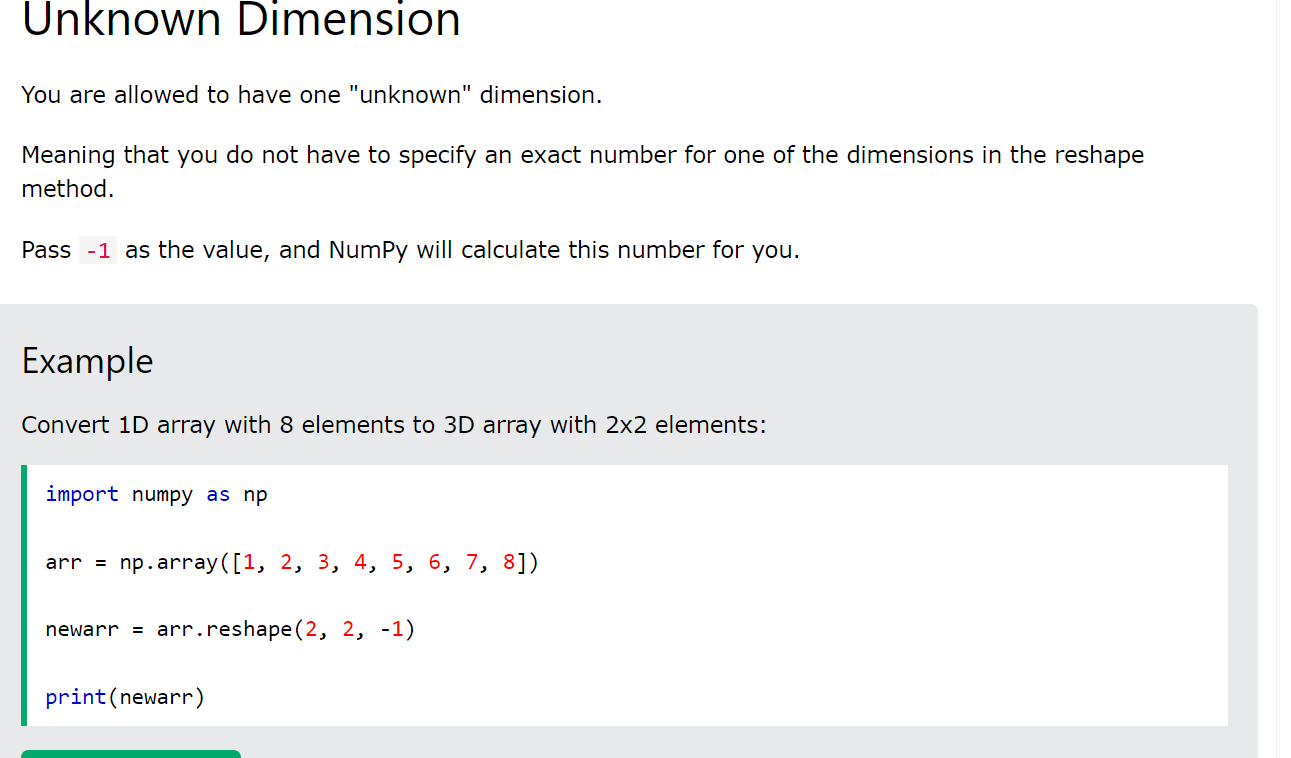 Unknown Dimension
You are allowed to have one "unknown" dimension.
Meaning that you do not have to specify an exact number for one of the dimensions in the reshape
method.
Pass -1 as the value, and NumPy will calculate this number for you.
Example
Convert 1D array with 8 elements to 3D array with 2x2 elements:
import numpy as np
arr = np.array([1, 2, 3, 4, 5, 6, 7, 8])
newarr = arr.reshape(2, 2, -1)
print(newarr)